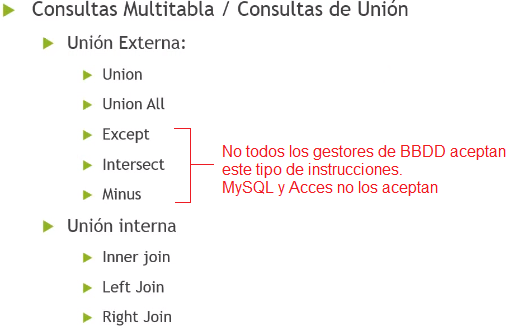 Consultas Multitabla / Consultas de Unión
Unión Externa:
Union
Union All
Except
Intersect
Minus
No todos los gestores de BBDD aceptan
este tipo de instrucciones.
MySQL y Acces no los aceptan
Unión interna
Inner join
Left Join
Right Join